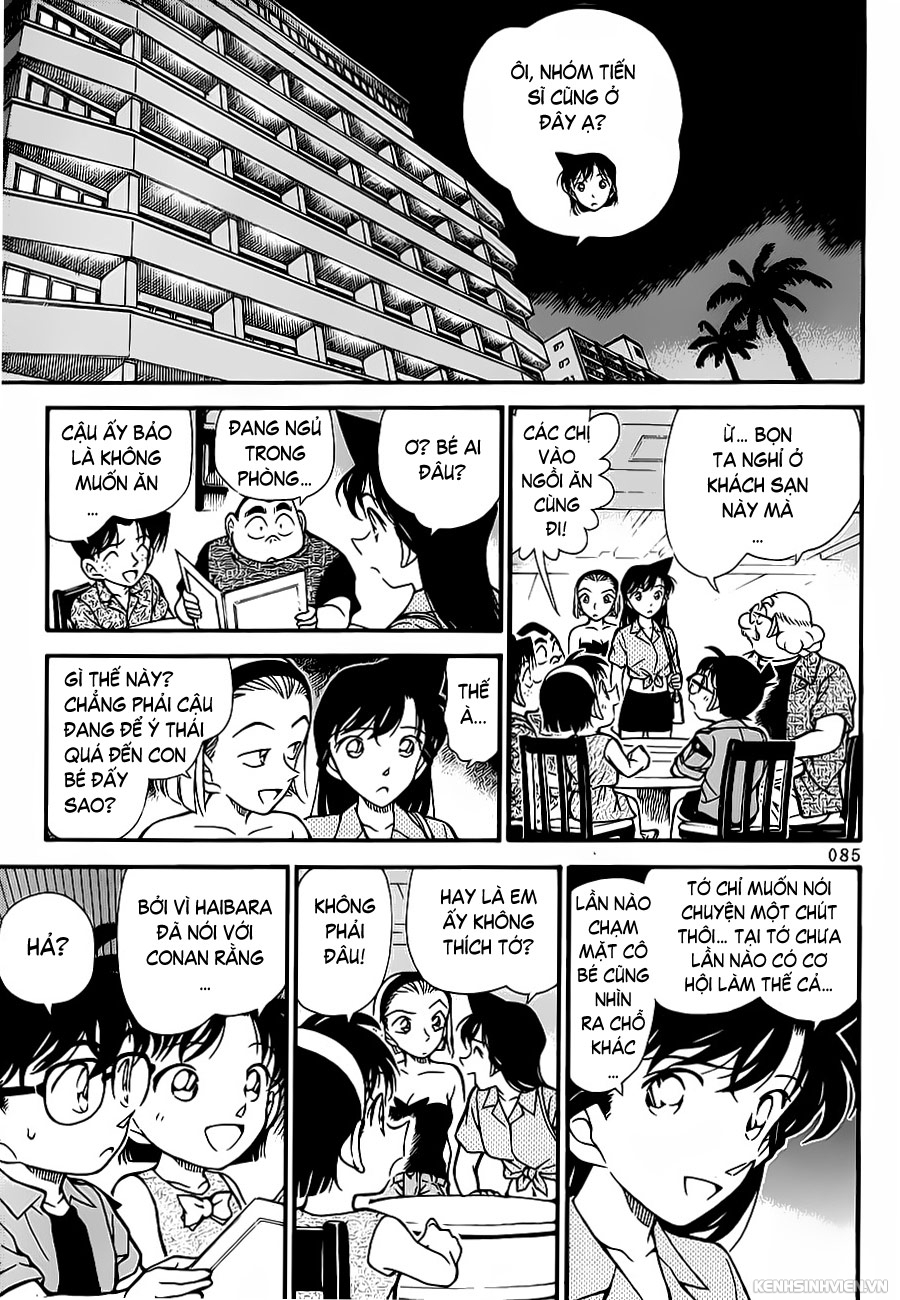 ÔI, NHÓM TIẾN
SĨ CŨNG Ở
ĐÂY Ạ?
Ừ... BỌN
TA NGHỈ Ở
KHÁCH SẠN
NÀY MÀ
...
CÁC CHỊ
VÀO
NGỒI ĂN
CÙNG
ĐI!
Ơ? BÉ AI
ĐÂU?
ĐANG NGỦ
TRONG
PHÒNG...
CẬU ẤY BẢO
LÀ KHÔNG
MUỐN ĂN
...
THẾ
À...
GÌ THẾ NÀY?
CHẲNG PHẢI CẬU
ĐANG ĐỂ Ý THÁI
QUÁ ĐẾN CON
BÉ ĐẤY
SAO?
085
TỚ CHỈ MUỐN NÓI
CHUYỆN MỘT CHÚT
THÔI... TẠI TỚ CHƯA
LẦN NÀO CÓ CƠ
HỘI LÀM THẾ CẢ...
LẦN NÀO
CHẠM
MẶT CÔ
BÉ CŨNG
NHÌN
RA CHỖ
KHÁC
...
HAY LÀ EM
ẤY KHÔNG
THÍCH TỚ?
KHÔNG
PHẢI
ĐÂU!
BỞI VÌ HAIBARA
ĐÃ NÓI VỚI
CONAN RẰNG
...
HẢ?
KENHSINHVIEN.VN